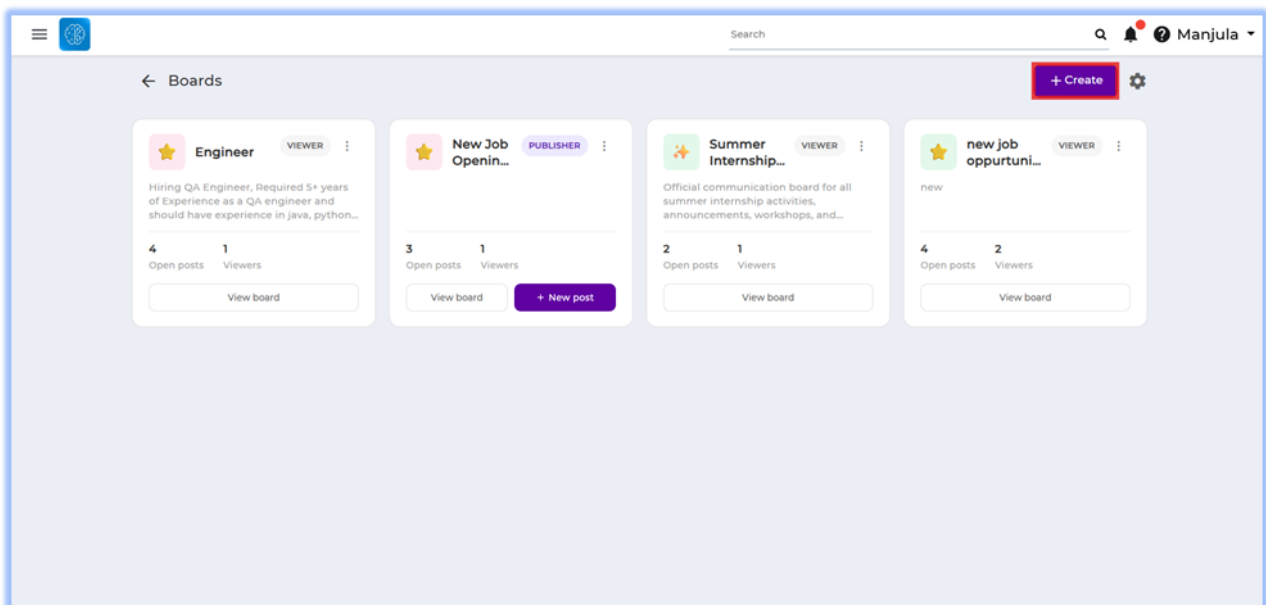 Search
Manjula
Boards
+ Create
Engineer
VIEWER
Hiring QA Engineer, Required 5+ years
of Experience as a QA engineer and
should have experience in java, python...
4 1
Open posts Viewers
View board
New Job
Openin...
PUBLISHER
3 1
Open posts Viewers
View board
+ New post
Summer
Internship...
VIEWER
Official communication board for all
summer internship activities,
announcements, workshops, and...
2 1
Open posts Viewers
View board
new job
oppurtuni...
VIEWER
new
4 2
Open posts Viewers
View board